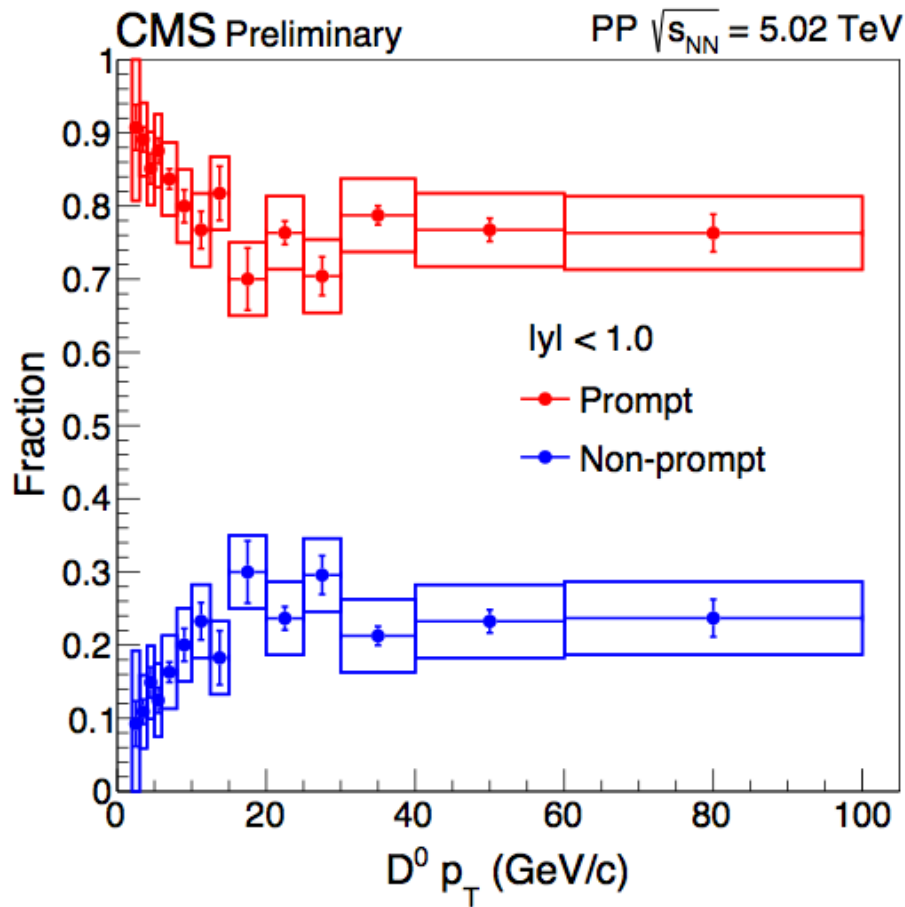 CMS Preliminary PP √s_NN = 5.02 TeV
1
0.9
0.8
0.7
0.6
0.5
0.4
0.3
0.2
0.1
0
Fraction
|y| < 1.0
Prompt
Non-prompt
0 20 40 60 80 100
D⁰ p_T (GeV/c)